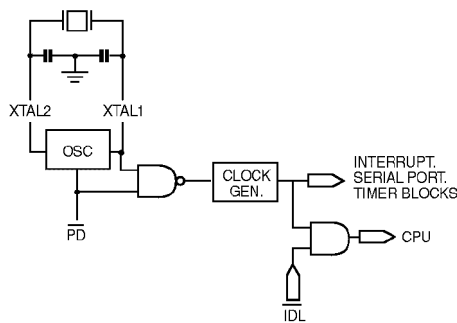 XTAL2
XTAL1
OSC
CLOCK
GEN.
INTERRUPT.
SERIAL PORT.
TIMER BLOCKS
CPU
PD
IDL